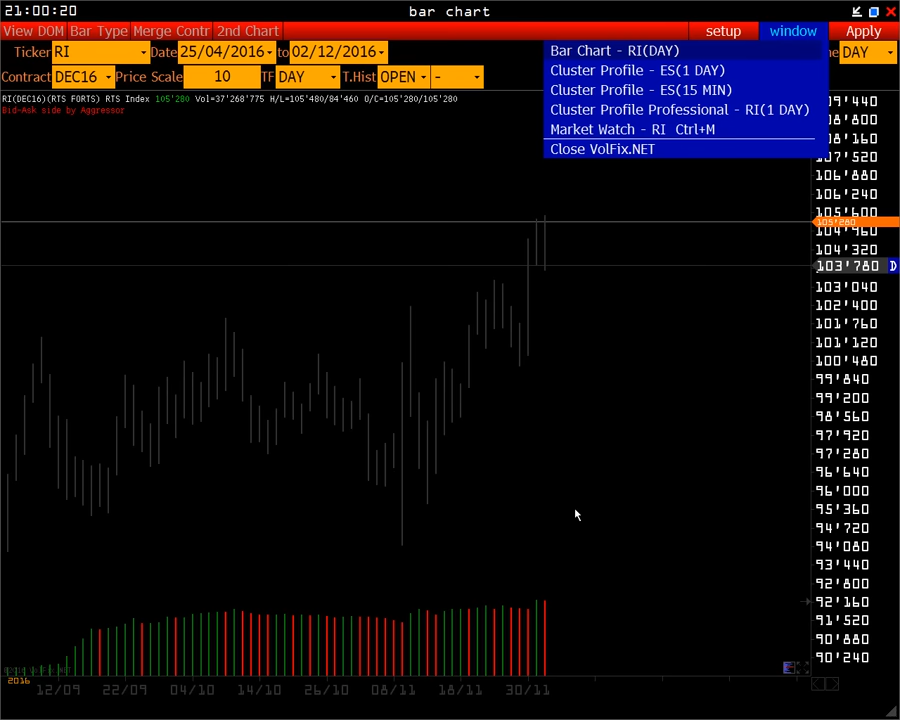 21:00:20
bar chart
View DOM Bar Type Merge Contr 2nd Chart
setup window Apply
Ticker RI Date 25/04/2016 to 02/12/2016
me DAY
Contract DEC16 Price Scale 10 TF DAY T.Hist OPEN -
Bar Chart - RI(DAY)
Cluster Profile - ES(1 DAY)
Cluster Profile - ES(15 MIN)
Cluster Profile Professional - RI(1 DAY)
Market Watch - RI Ctrl+M
Close VolFix.NET
RI(DEC16)(RTS FORTS) RTS Index 105'280 Vol=37'268'775 H/L=105'480/84'460 O/C=105'280/105'280
Bid-Ask side by Aggressor
109'440
108'800
108'160
107'520
106'880
106'240
105'600
105'280
104'960
104'320
103'780 D
103'040
102'400
101'760
101'120
100'480
99'840
99'200
98'560
97'920
97'280
96'640
96'000
95'360
94'720
94'080
93'440
92'800
92'160
91'520
90'880
90'240
©2016 VolFix.NET
2016
12/09 22/09 04/10 14/10 26/10 08/11 18/11 30/11